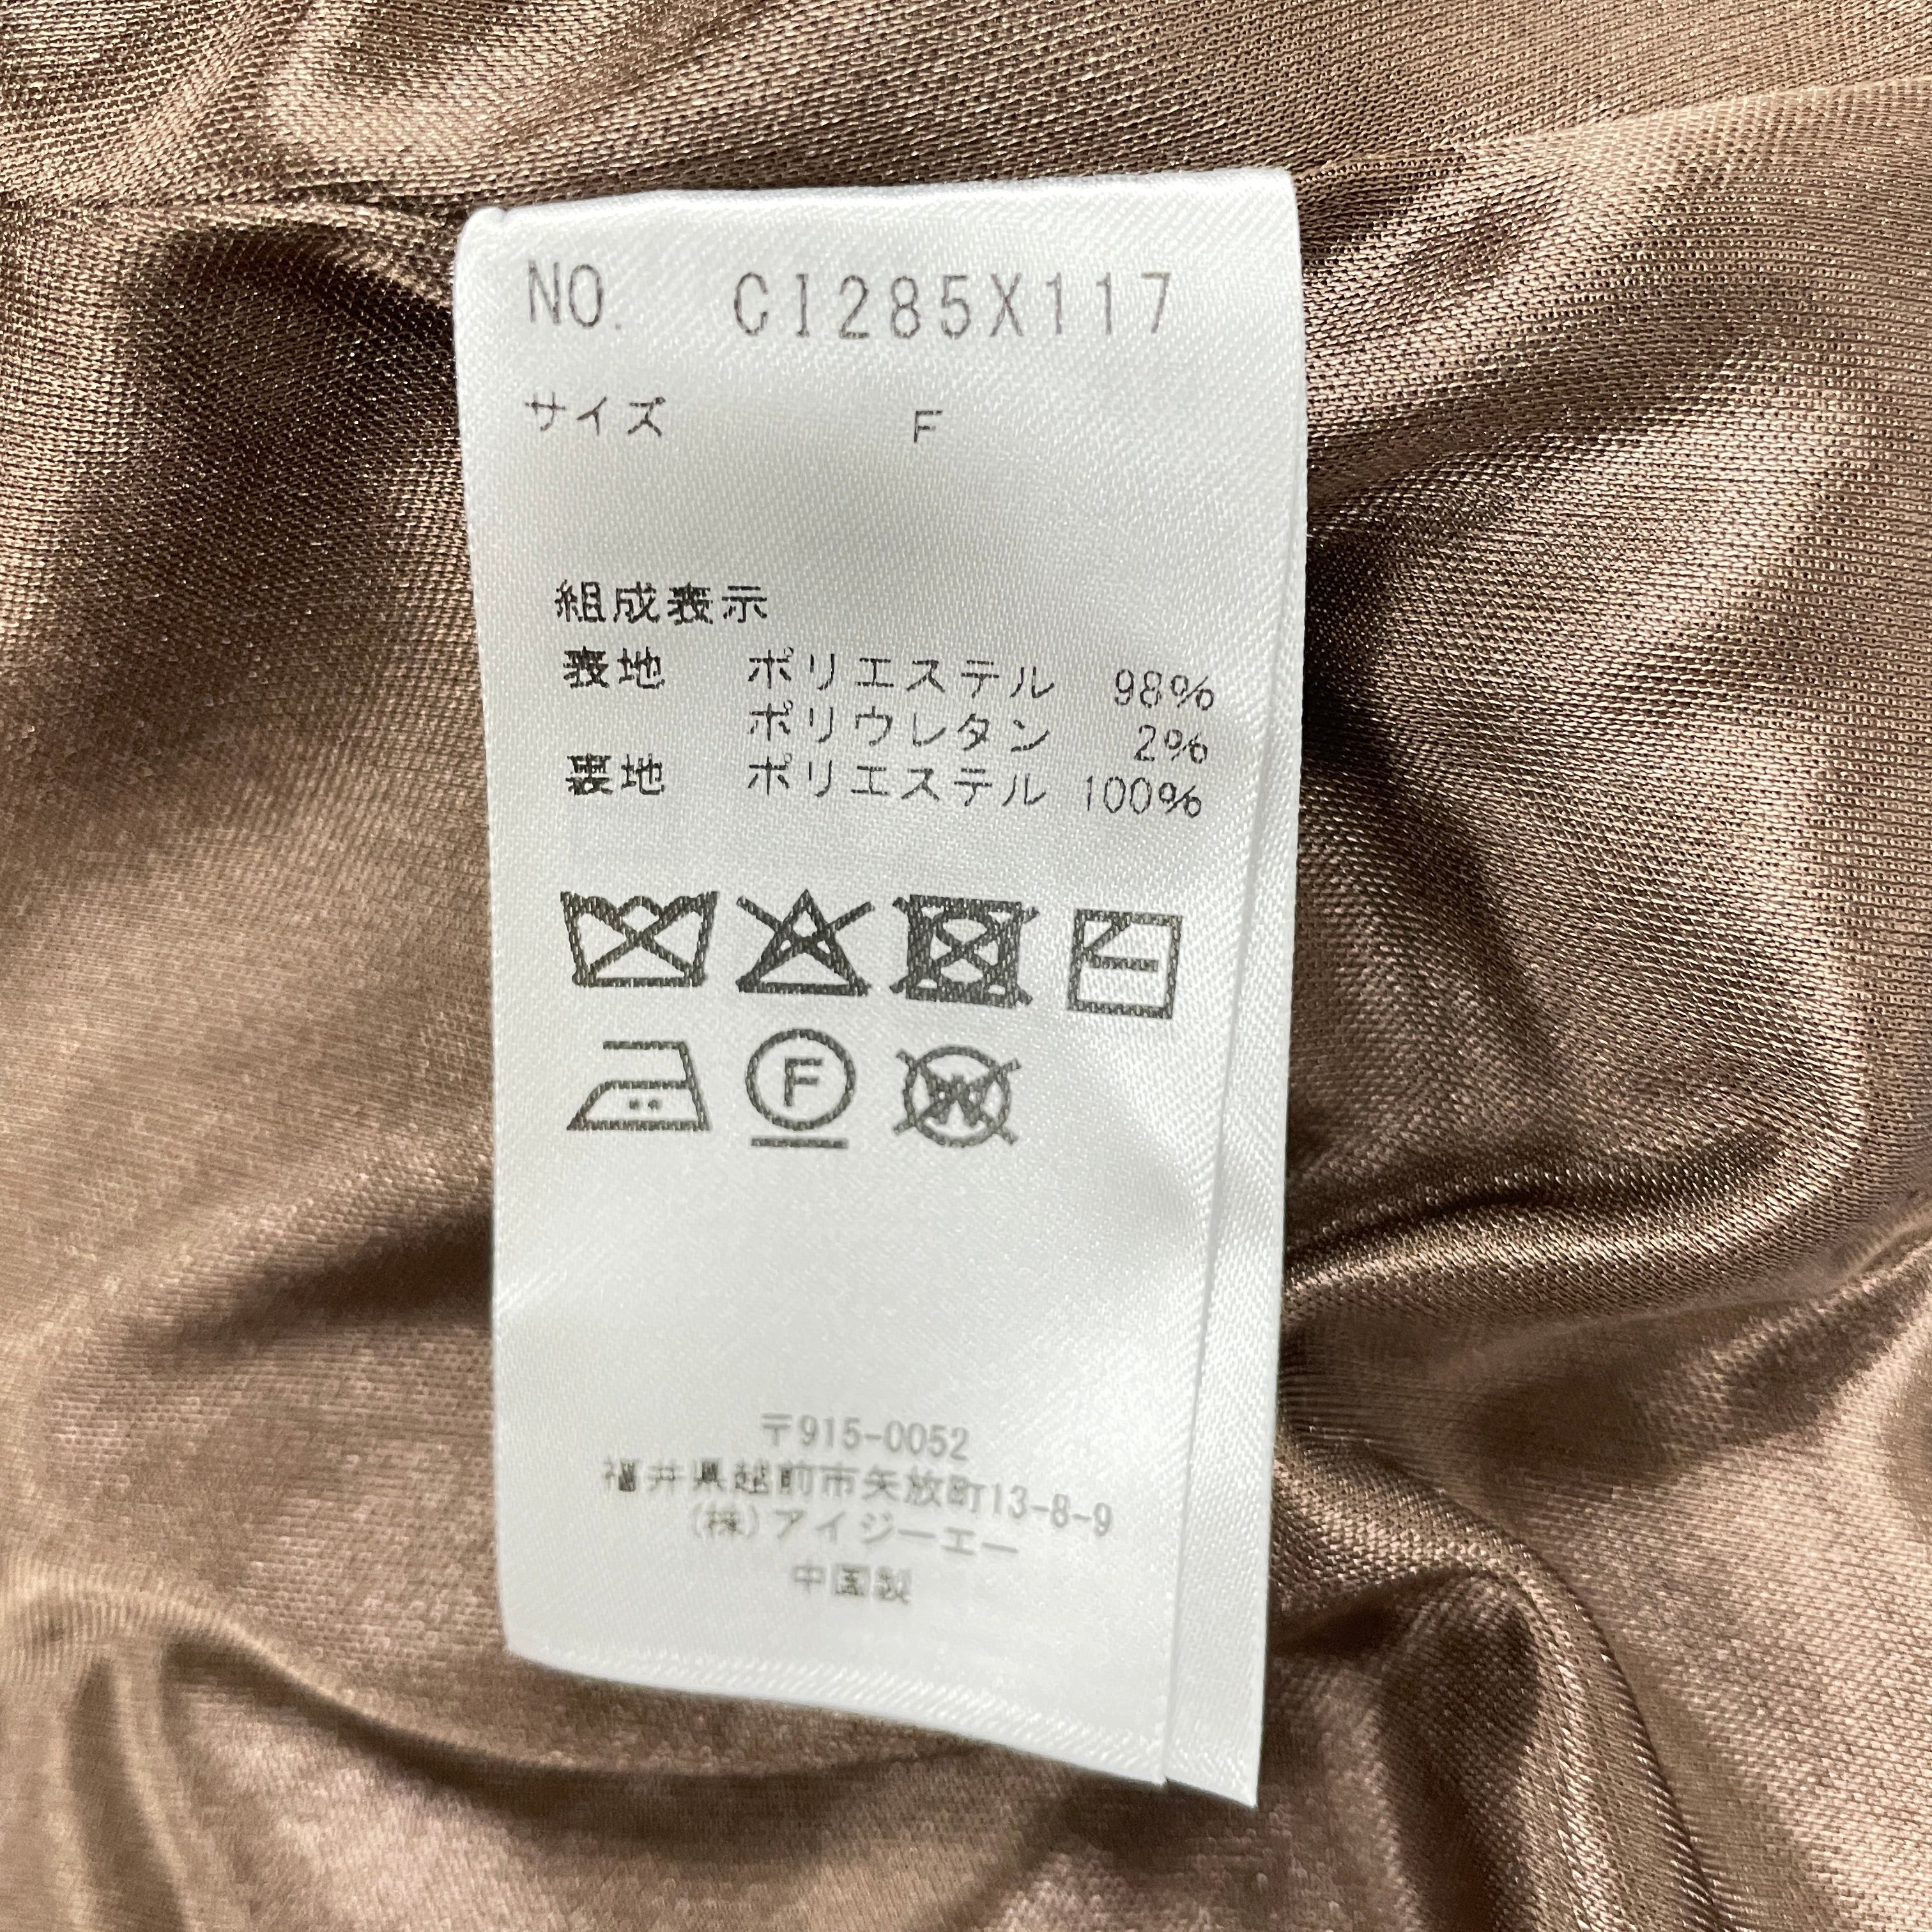 NO. CI285X117
サイズ F
組成表示
表地 ポリエステル 98%
ポリウレタン 2%
裏地 ポリエステル 100%
F
W
〒915-0052
福井県越前市矢放町13-8-9
(株)アイジーエー
中国製